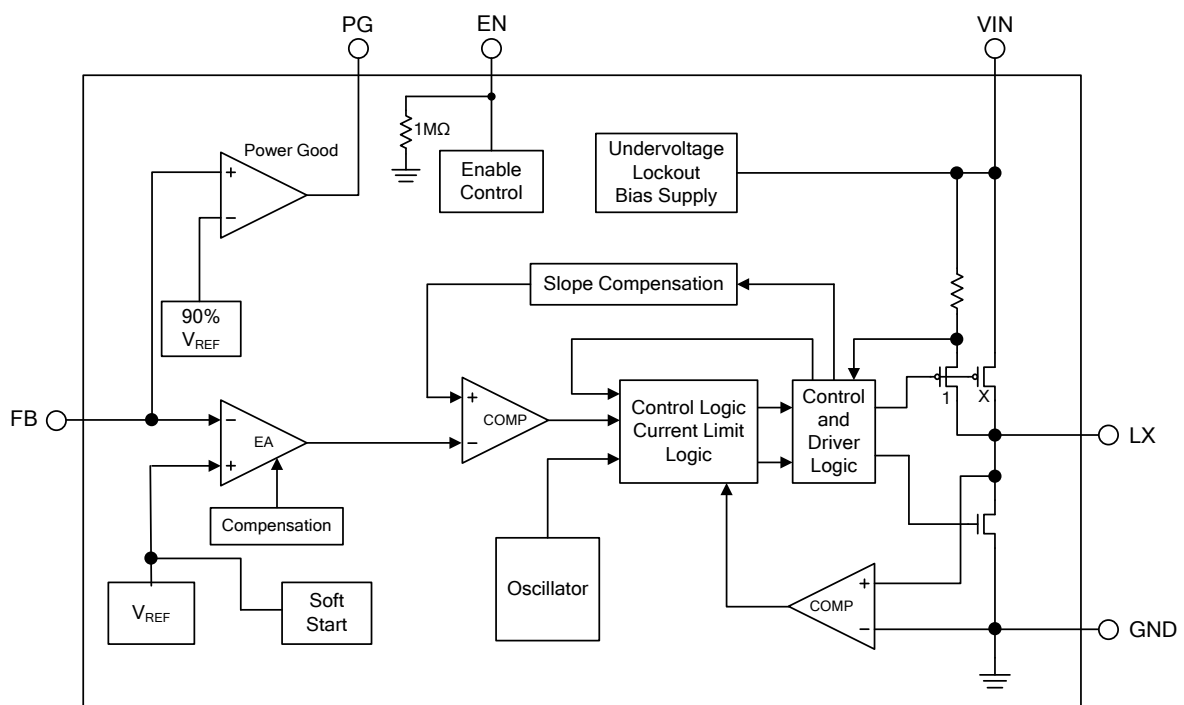 PG
EN
VIN
1MΩ
Power Good
+
−
Enable
Control
Undervoltage
Lockout
Bias Supply
Slope Compensation
90%
VREF
FB
−
EA
+
Compensation
+
COMP
−
Control Logic
Current Limit
Logic
Control
and
Driver
Logic
1
X
LX
VREF
Soft
Start
Oscillator
+
COMP
−
GND